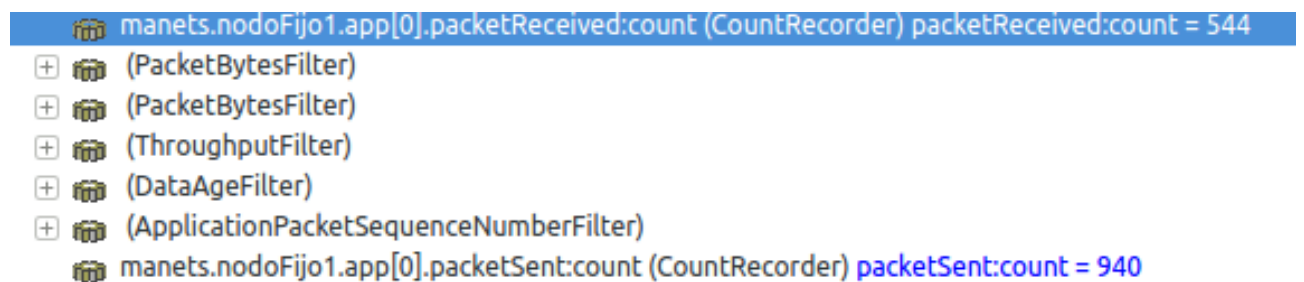 manets.nodoFijo1.app[0].packetReceived:count (CountRecorder) packetReceived:count = 544
(PacketBytesFilter)
(PacketBytesFilter)
(ThroughputFilter)
(DataAgeFilter)
(ApplicationPacketSequenceNumberFilter)
manets.nodoFijo1.app[0].packetSent:count (CountRecorder) packetSent:count = 940